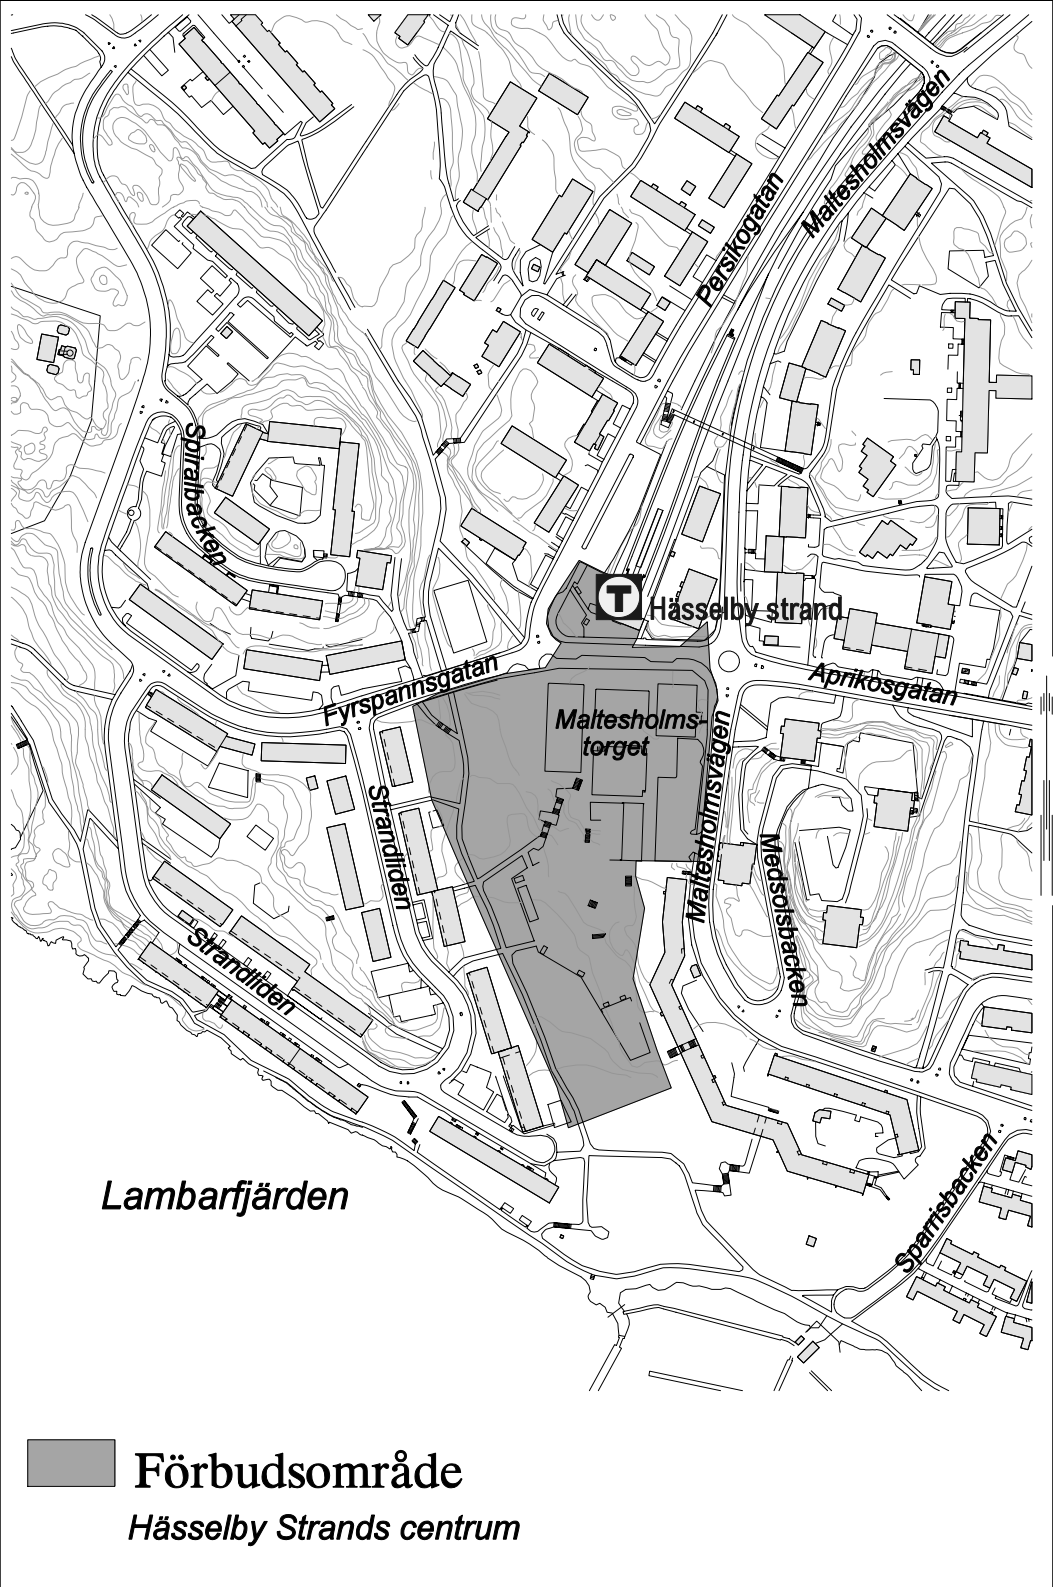 Maltesholmsvägen
Persikogatan
Spiralbacken
T
Hässelby strand
Fyrspannsgatan
Aprikosgatan
Maltesholms-
torget
Maltesholmsvägen
Strandliden
Medsolsbacken
Strandliden
Sparrisbacken
Lambarfjärden
Förbudsområde
Hässelby Strands centrum